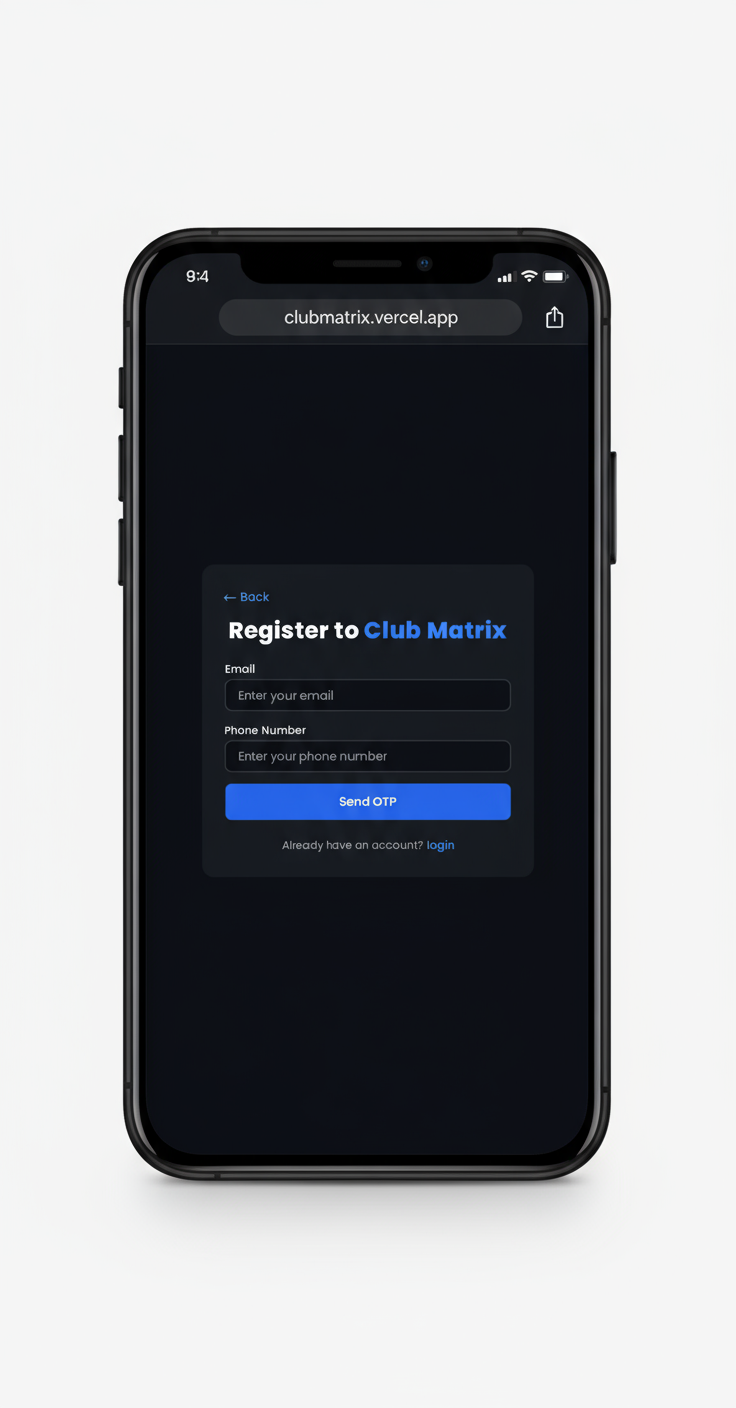 9:4
clubmatrix.vercel.app
← Back
Register to Club Matrix
Email
Enter your email
Phone Number
Enter your phone number
Send OTP
Already have an account? login